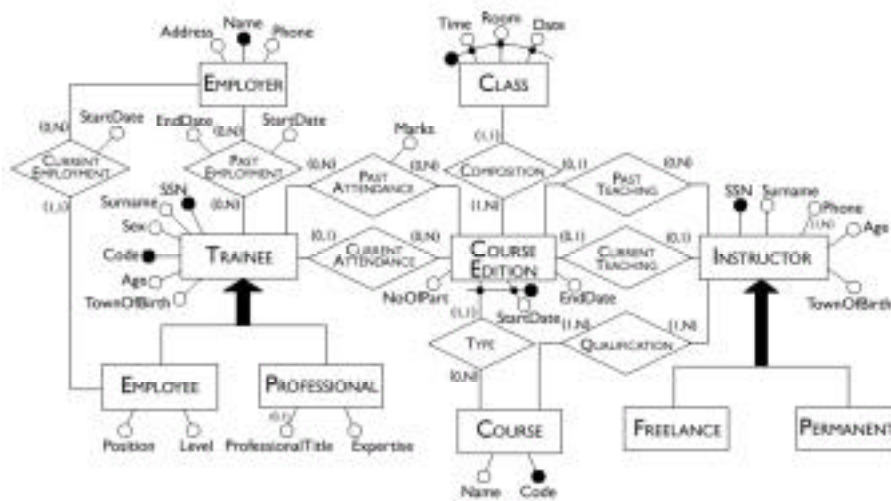 Name
Address
Phone
Time
Room
Date
EMPLOYER
CLASS
StartDate
EndDate
StartDate
(0,N)
(0,N)
Marks
(1,1)
CURRENT
EMPLOYMENT
PAST
EMPLOYMENT
(0,N)
PAST
ATTENDANCE
(0,N)
COMPOSITION
(0,1)
PAST
TEACHING
(0,N)
(1,1)
Surname
SSN
(0,N)
(1,N)
SSN
Surname
Phone
(1,N)
Sex
Code
TRAINEE
(0,1)
CURRENT
ATTENDANCE
(0,N)
COURSE
EDITION
(0,1)
CURRENT
TEACHING
(0,1)
INSTRUCTOR
Age
Age
TownOfBirth
NoOfPart
EndDate
TownOfBirth
StartDate
(1,1)
TYPE
(1,N)
QUALIFICATION
(1,N)
(0,N)
EMPLOYEE
PROFESSIONAL
(0,1)
Position
Level
ProfessionalTitle
Expertise
COURSE
FREELANCE
PERMANENT
Name
Code